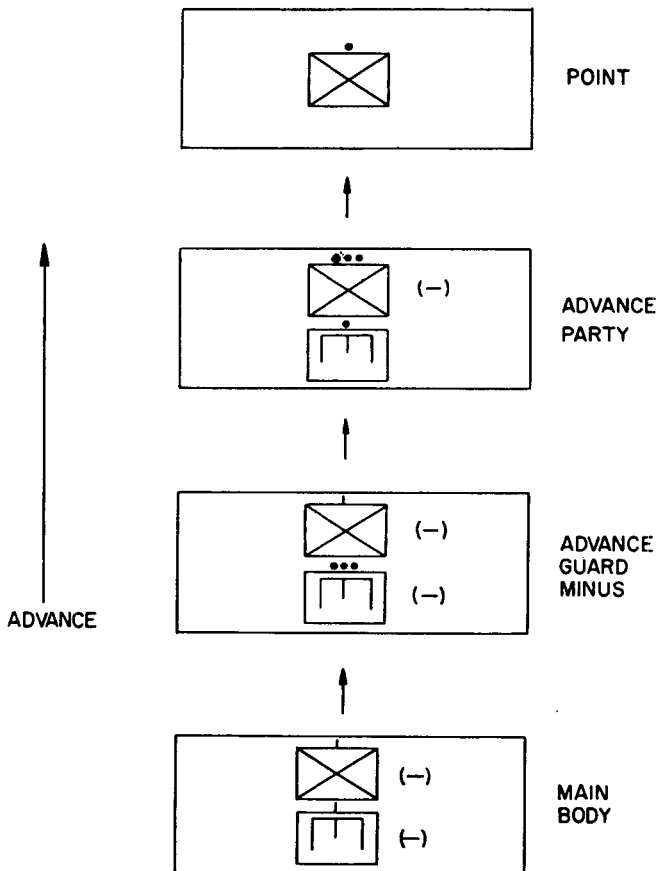 POINT
(—)
ADVANCE
PARTY
(—)
ADVANCE
GUARD
MINUS
(—)
ADVANCE
(—)
MAIN
BODY
(—)